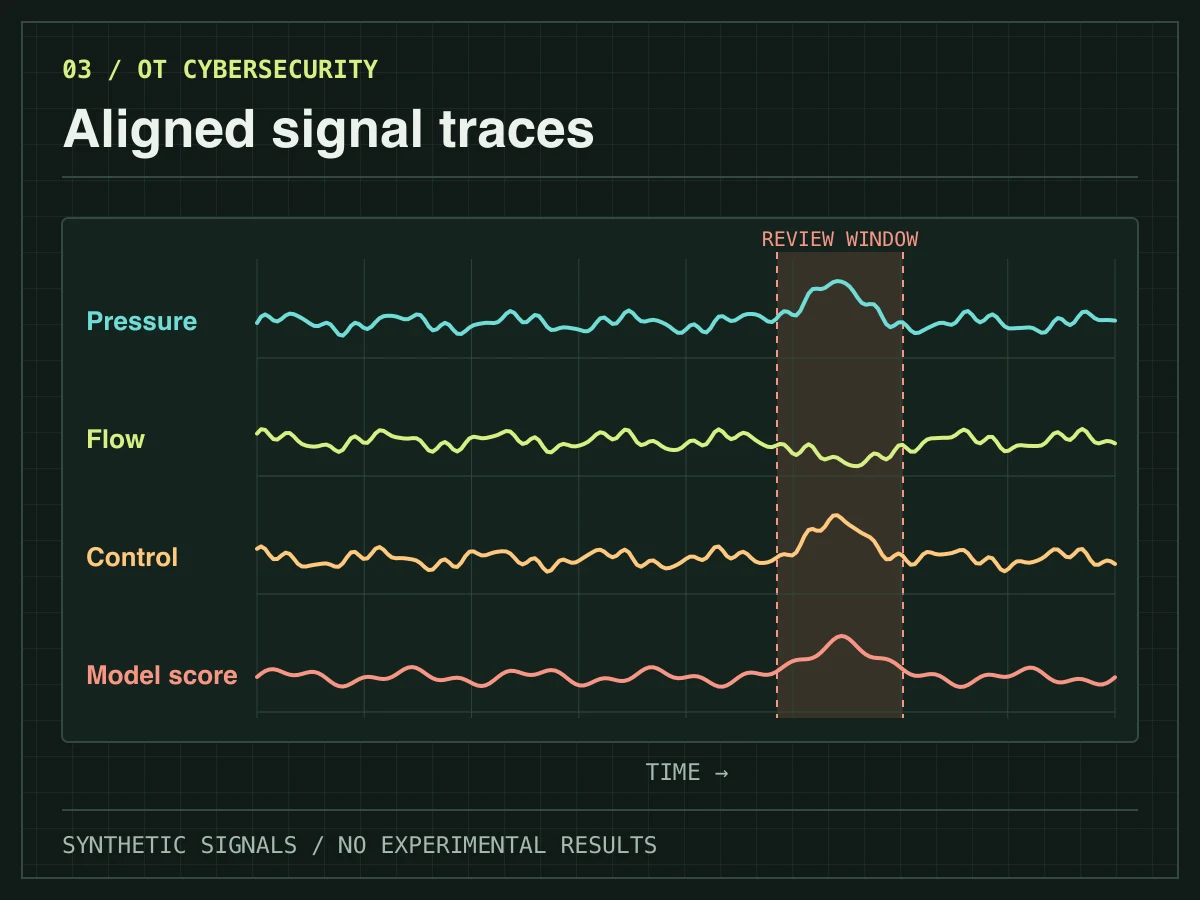 03 / OT CYBERSECURITY
Aligned signal traces
REVIEW WINDOW
Pressure
Flow
Control
Model score
TIME →
SYNTHETIC SIGNALS / NO EXPERIMENTAL RESULTS